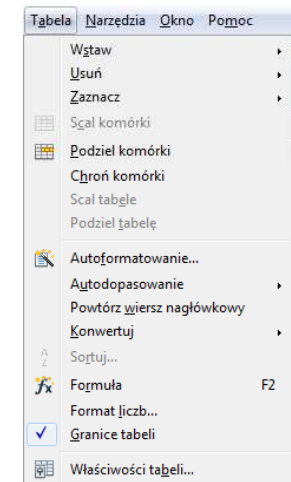 Tabela Narzędzia Okno Pomoc
Wstaw
Usuń
Zaznacz
Scal komórki
Podziel komórki
Chroń komórki
Scal tabele
Podziel tabelę
Autoformatowanie...
Autodopasowanie
Powtórz wiersz nagłówkowy
Konwertuj
Sortuj...
Formuła F2
Format liczb...
Granice tabeli
Właściwości tabeli...